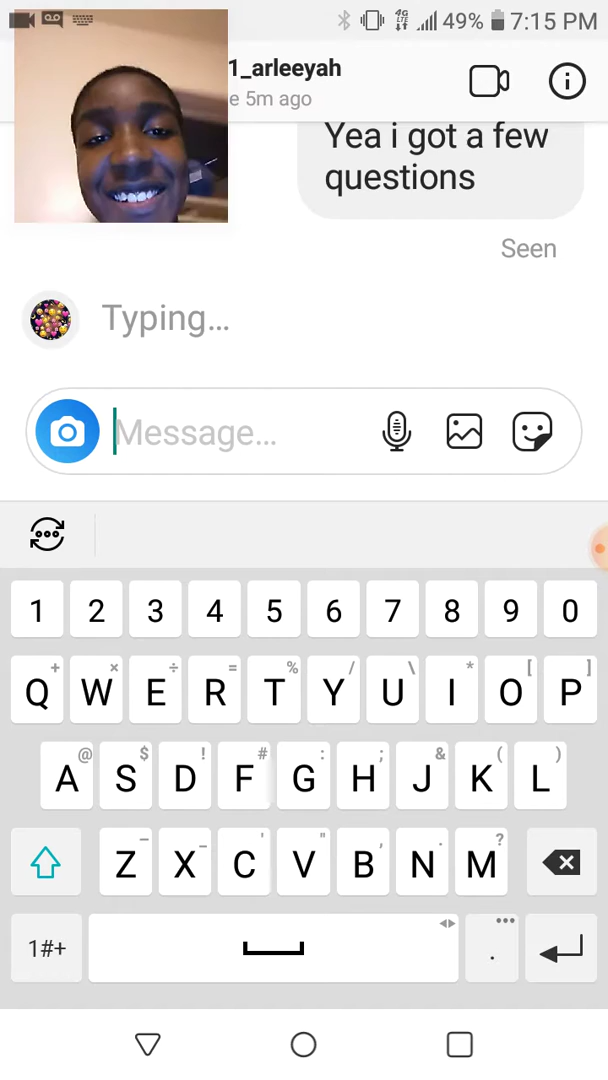 49% 7:15 PM
1_arleeyah
e 5m ago
Yea i got a few
questions
Seen
Typing...
Message...
1 2 3 4 5 6 7 8 9 0
+ × ÷ = % / \ * [ ]
Q W E R T Y U I O P
@ $ ! # : ; & ( )
A S D F G H J K L
– _ ' " , . ?
Z X C V B N M
1#+ .